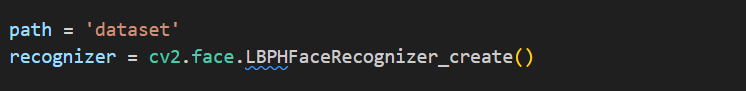 path = 'dataset'
recognizer = cv2.face.LBPHFaceRecognizer_create()